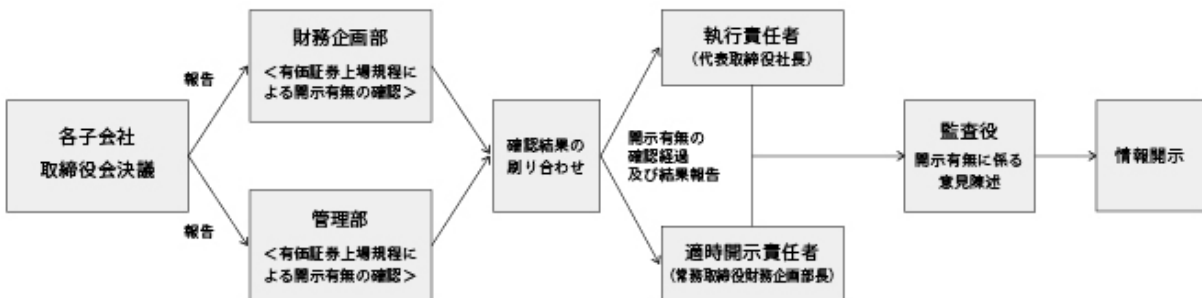 各子会社
取締役会決議
報告
報告
財務企画部
＜有価証券上場規程に
よる開示有無の確認＞
管理部
＜有価証券上場規程に
よる開示有無の確認＞
確認結果の
刷り合わせ
開示有無の
確認経過
及び結果報告
執行責任者
（代表取締役社長）
適時開示責任者
（常務取締役財務企画部長）
監査役
開示有無に係る
意見陳述
情報開示